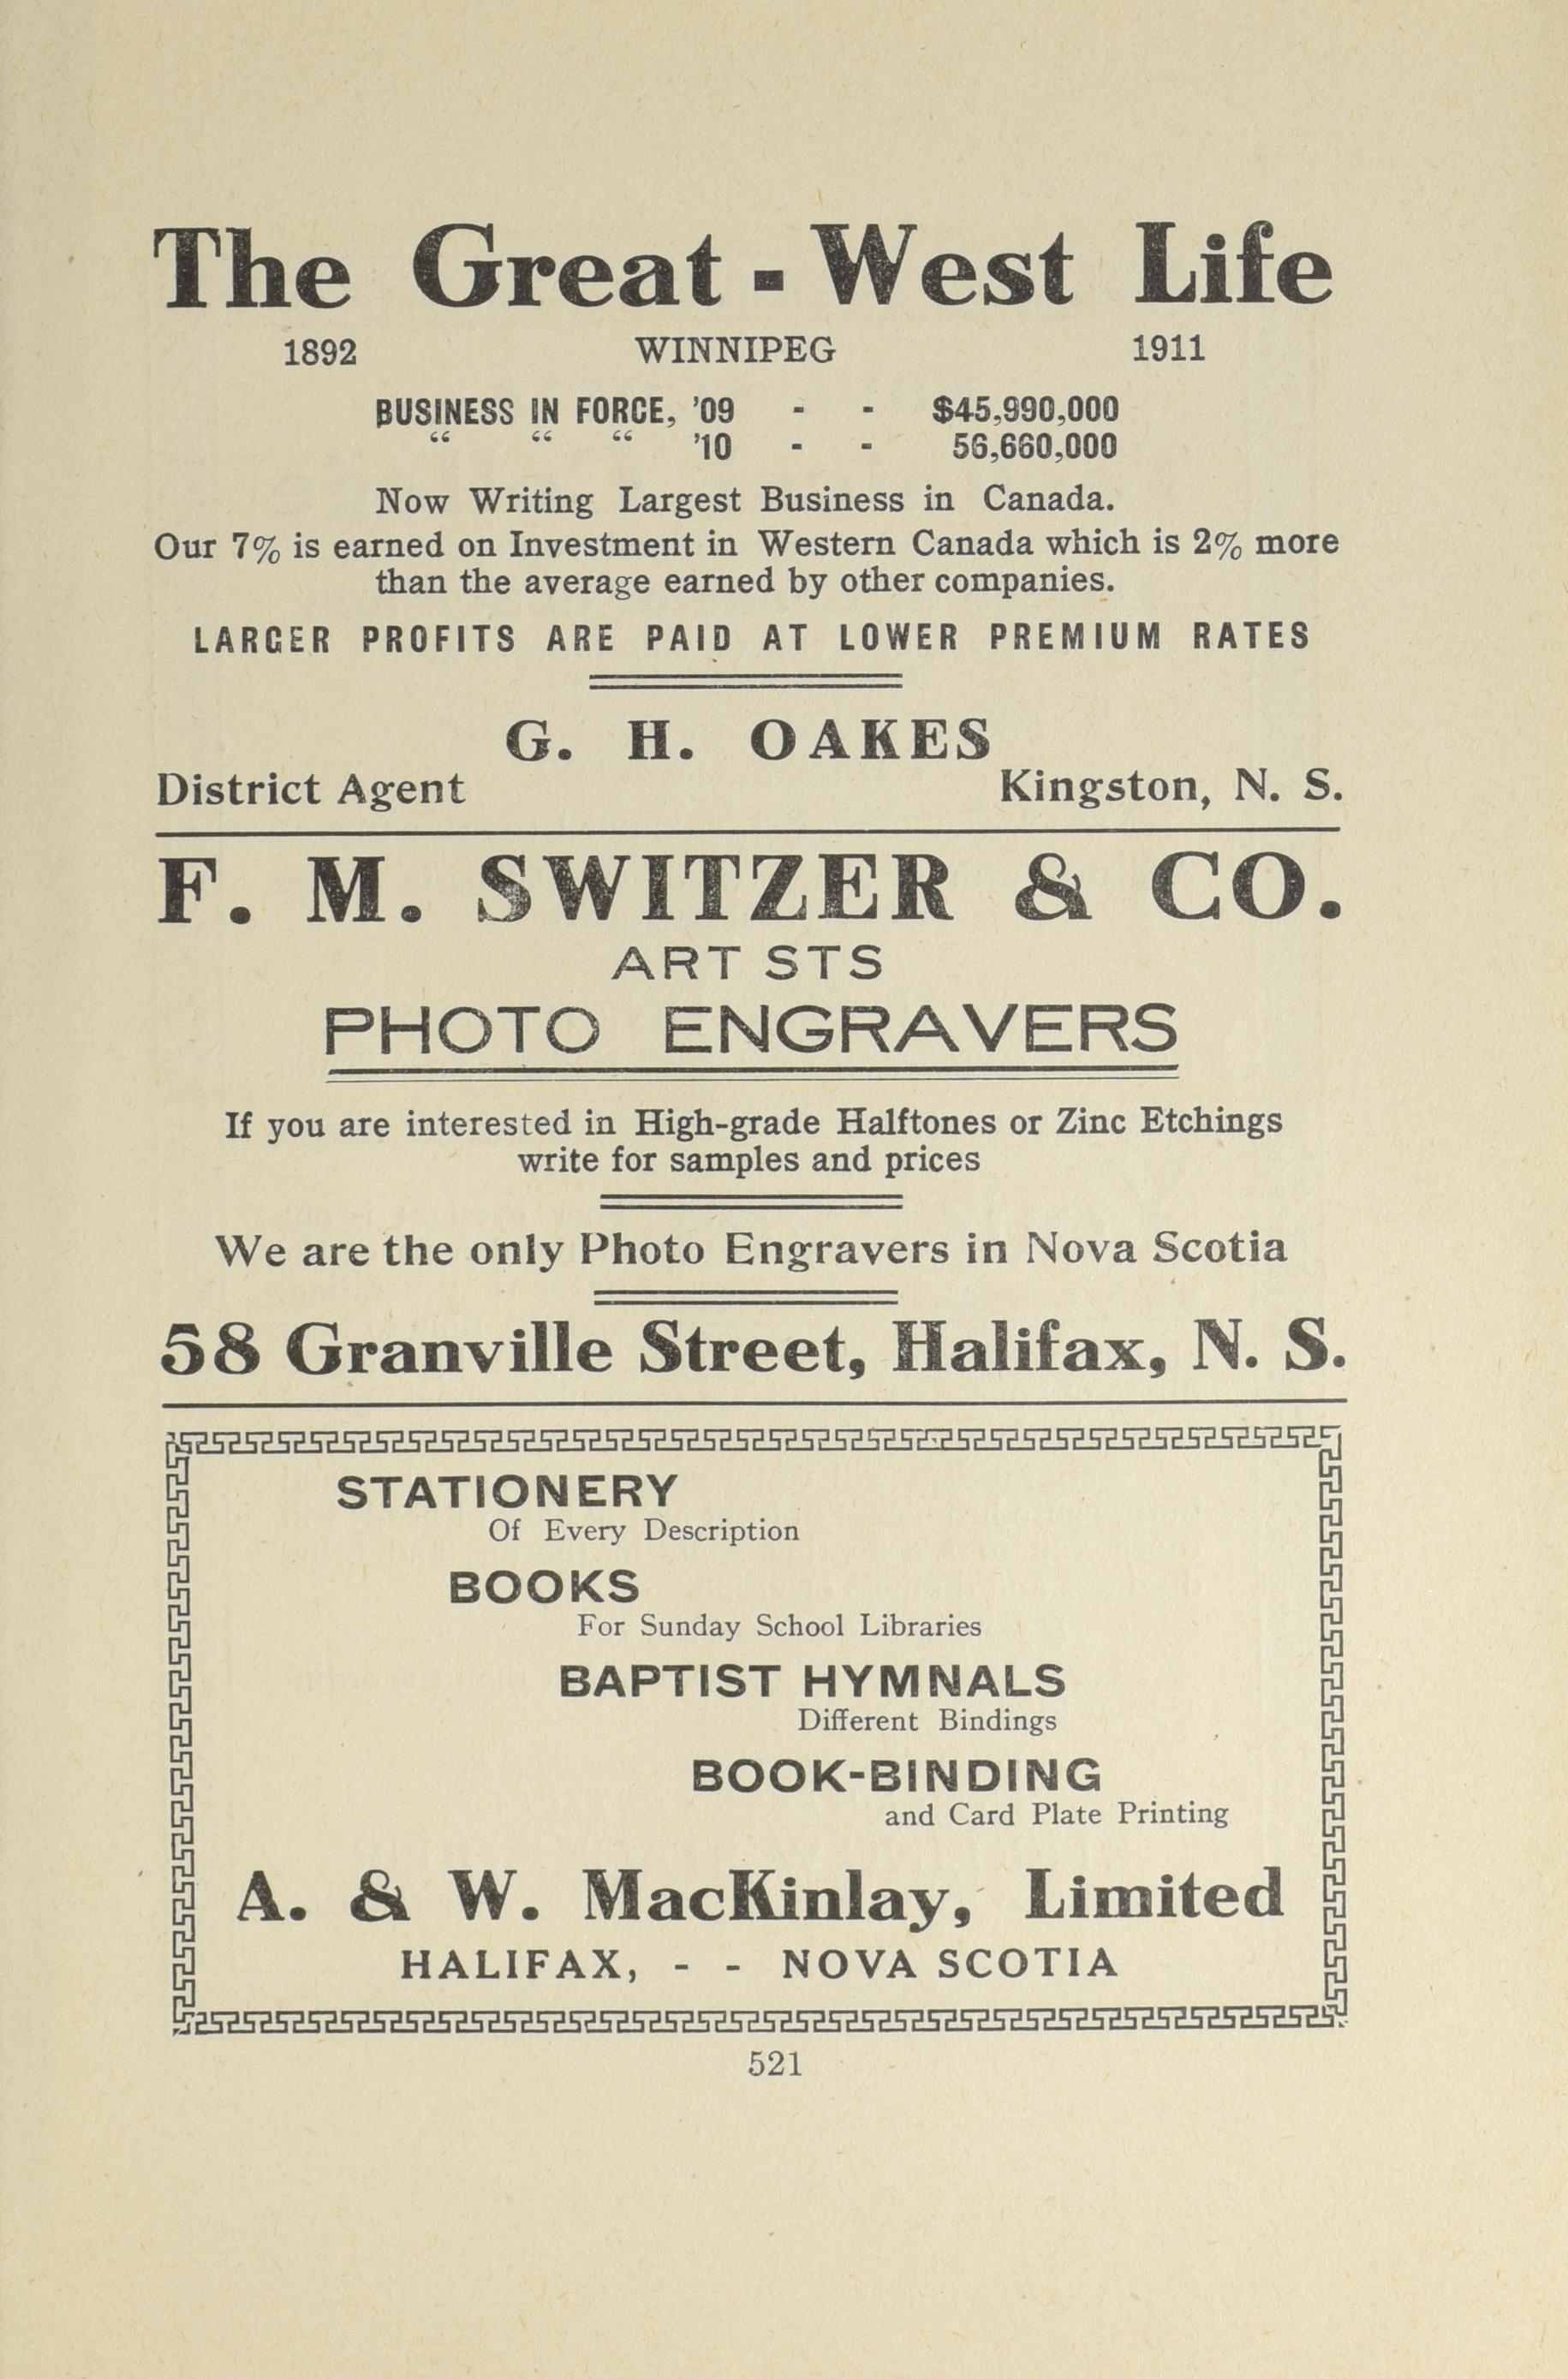 The Great - West Life
1892 WINNIPEG 1911
BUSINESS IN FORCE, '09 - - $45,990,000
“ “ “ '10 - - 56,660,000
Now Writing Largest Business in Canada.
Our 7% is earned on Investment in Western Canada which is 2% more
than the average earned by other companies.
LARGER PROFITS ARE PAID AT LOWER PREMIUM RATES
G. H. OAKES
District Agent Kingston, N. S.
F. M. SWITZER & CO.
ART STS
PHOTO ENGRAVERS
If you are interested in High-grade Halftones or Zinc Etchings
write for samples and prices
We are the only Photo Engravers in Nova Scotia
58 Granville Street, Halifax, N. S.
STATIONERY
Of Every Description
BOOKS
For Sunday School Libraries
BAPTIST HYMNALS
Different Bindings
BOOK-BINDING
and Card Plate Printing
A. & W. MacKinlay, Limited
HALIFAX, - - NOVA SCOTIA
521